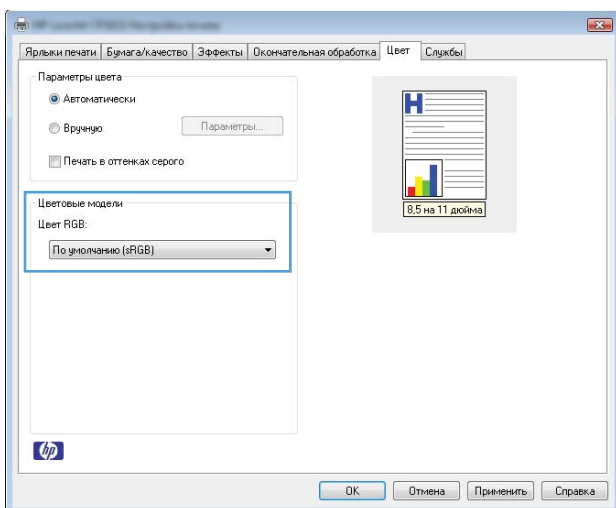 Ярлыки печати Бумага/качество Эффекты Окончательная обработка Цвет Службы
Параметры цвета
Автоматически
Вручную
Параметры...
Печать в оттенках серого
Цветовые модели
Цвет RGB:
По умолчанию (sRGB)
H
8,5 на 11 дюйма
hp
OK Отмена Применить Справка